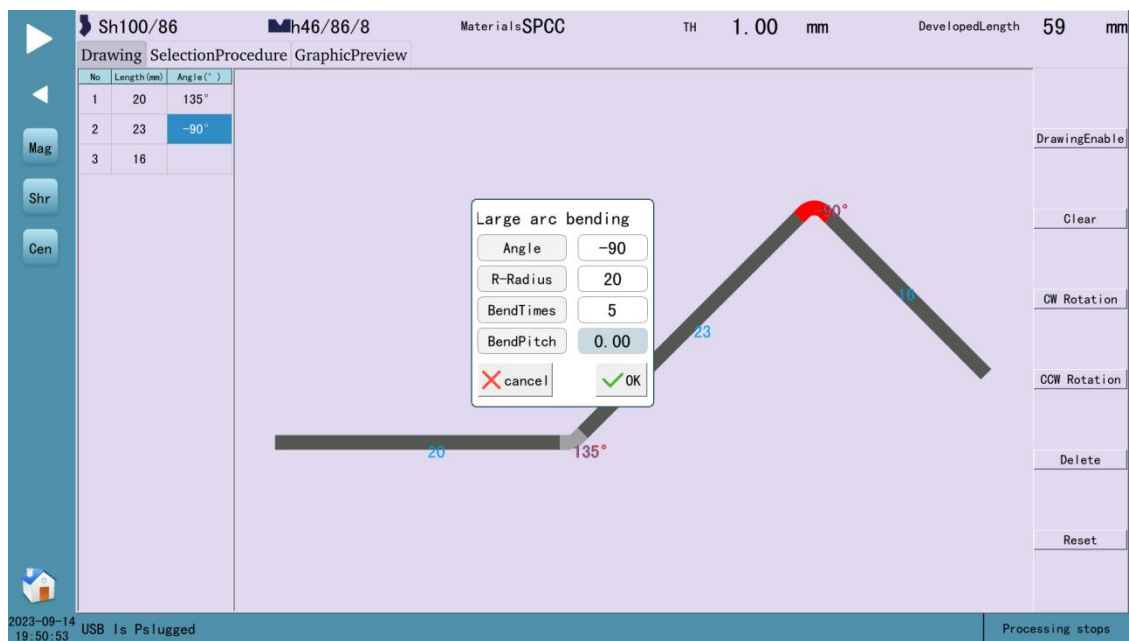 Sh100/86 h46/86/8 MaterialsSPCC TH 1.00 mm DevelopedLength 59 mm
Drawing SelectionProcedure GraphicPreview
No Length(mm) Angle(°)
1 20 135°
2 23 -90°
3 16
Mag
Shr
Cen
Large arc bending
Angle -90
R-Radius 20
BendTimes 5
BendPitch 0.00
cancel OK
-90°
16
23
20
135°
DrawingEnable
Clear
CW Rotation
CCW Rotation
Delete
Reset
2023-09-14
19:50:53
USB Is Pslugged
Processing stops